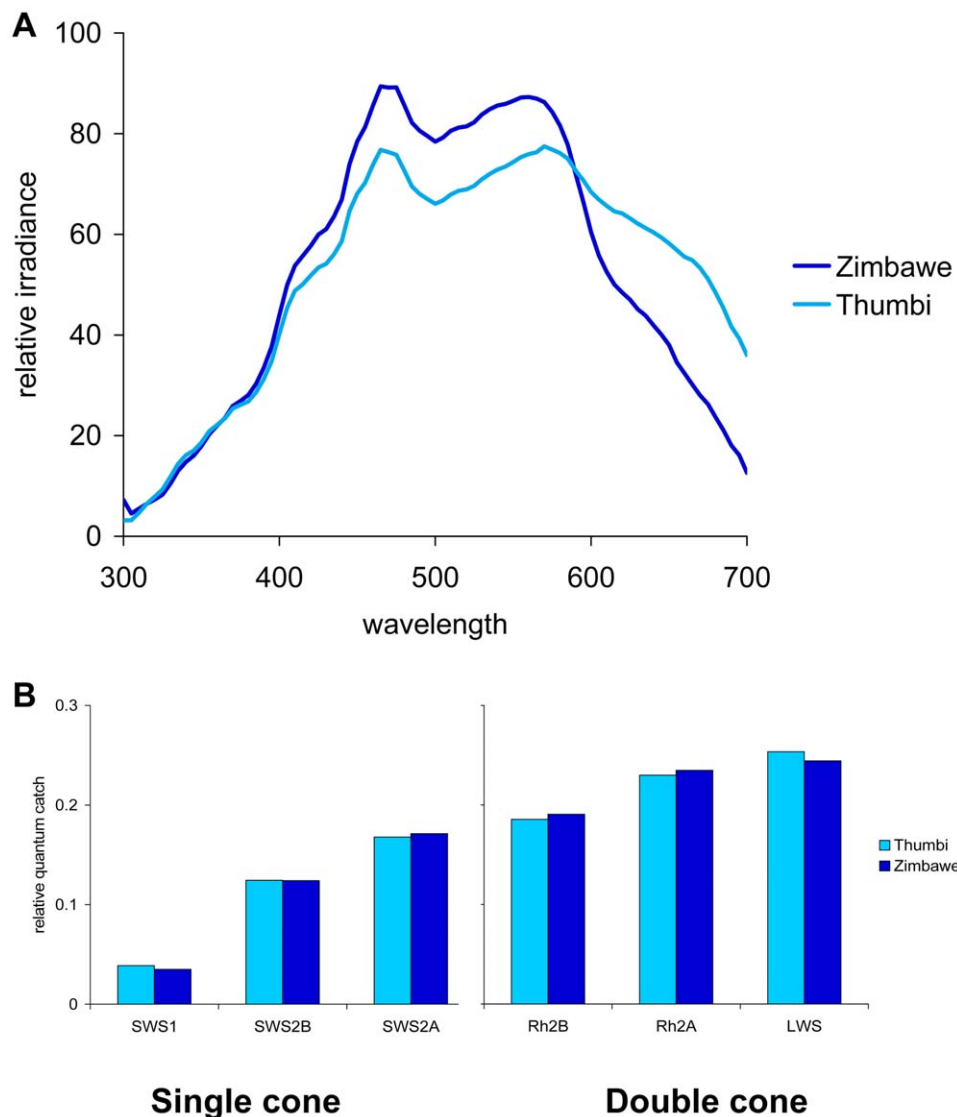 A
100
80
60
40
20
0
relative irradiance
300 400 500 600 700
wavelength
Zimbawe
Thumbi
B
0.3
0.2
0.1
0
relative quantum catch
SWS1 SWS2B SWS2A Rh2B Rh2A LWS
Thumbi
Zimbawe
Single cone Double cone